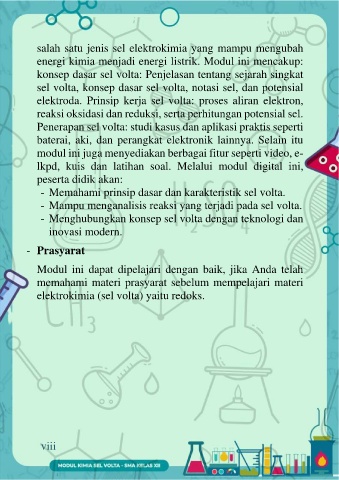 salah satu jenis sel elektrokimia yang mampu mengubah
energi kimia menjadi energi listrik. Modul ini mencakup:
konsep dasar sel volta: Penjelasan tentang sejarah singkat
sel volta, konsep dasar sel volta, notasi sel, dan potensial
elektroda. Prinsip kerja sel volta: proses aliran elektron,
reaksi oksidasi dan reduksi, serta perhitungan potensial sel.
Penerapan sel volta: studi kasus dan aplikasi praktis seperti
baterai, aki, dan perangkat elektronik lainnya. Selain itu
modul ini juga menyediakan berbagai fitur seperti video, e-
lkpd, kuis dan latihan soal. Melalui modul digital ini,
peserta didik akan:
- Memahami prinsip dasar dan karakteristik sel volta.
- Mampu menganalisis reaksi yang terjadi pada sel volta.
- Menghubungkan konsep sel volta dengan teknologi dan
inovasi modern.
- Prasyarat
Modul ini dapat dipelajari dengan baik, jika Anda telah
memahami materi prasyarat sebelum mempelajari materi
elektrokimia (sel volta) yaitu redoks.
H₂SO₄
CH₃
viii
MODUL KIMIA SEL VOLTA - SMA KELAS XII